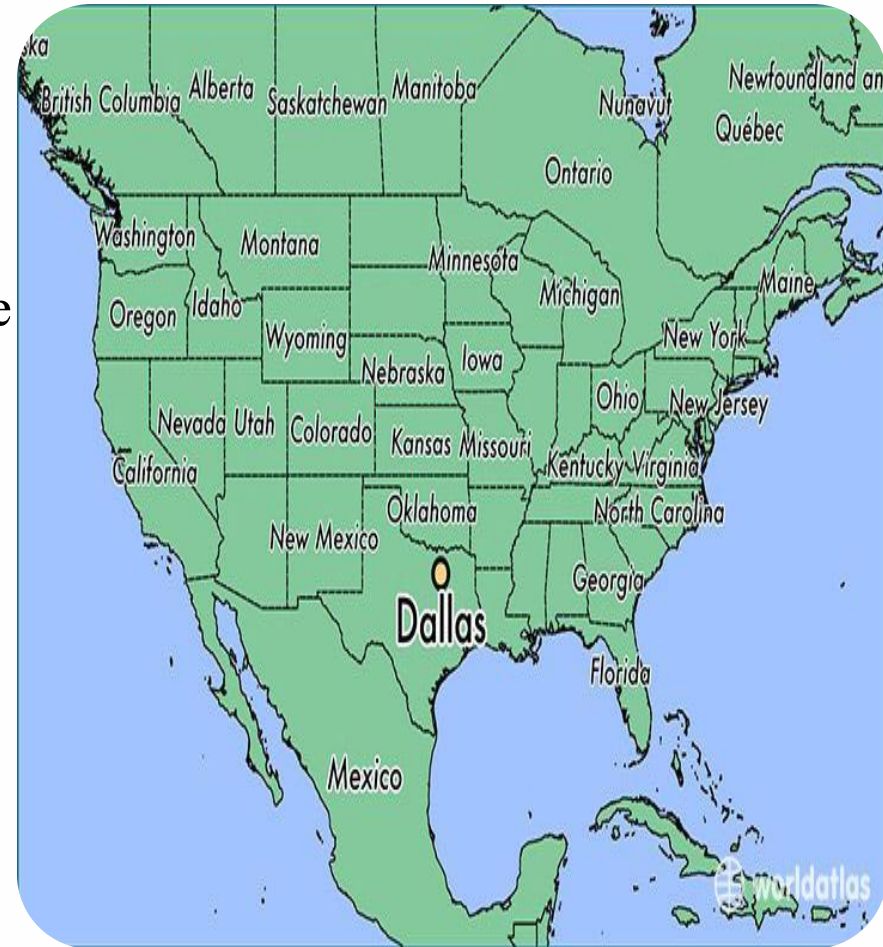 ka
British Columbia
Alberta
Saskatchewan
Manitoba
Nunavut
Newfoundland an
Québec
Ontario
Washington
Montana
Minnesota
Maine
e
Oregon
Idaho
Michigan
Wyoming
New York
Nebraska
Iowa
Ohio
New Jersey
Nevada
Utah
Colorado
Kansas
Missouri
California
Kentucky
Virginia
Oklahoma
North Carolina
New Mexico
Georgia
Dallas
Florida
Mexico
worldatlas